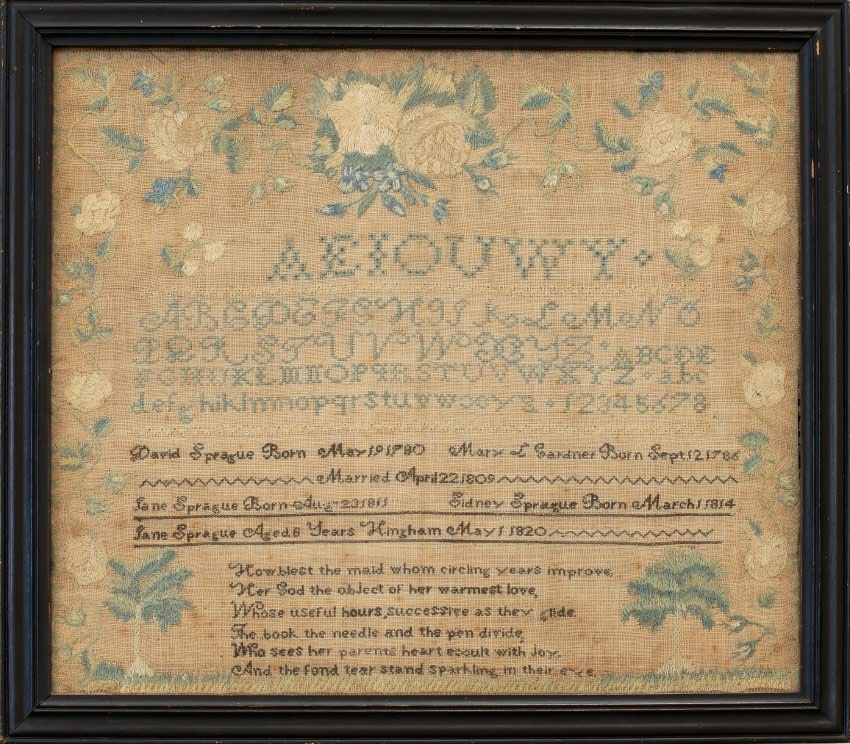 AEIOUWY
ABCDEFGHIJKLMNO
PQRSTUVWXYZ ABCDE
FGHIJKLMNOPQRSTUVWXYZ abc
defghiklmnopqrstuvwxyz 12345678
David Sprague Born May 19 1780 Mary L Gardner Born Sept 12 1786
Married April 22 1809
Jane Sprague Born Aug 23 1811 Sidney Sprague Born March 1 1814
Jane Sprague Aged 8 Years Hingham May 1 1820
How blest the maid whom circling years improve,
Her God the object of her warmest love,
Whose useful hours, successive as they glide
The book the needle and the pen divide,
Who sees her parents heart exult with joy,
And the fond tear stand sparkling in their eye.